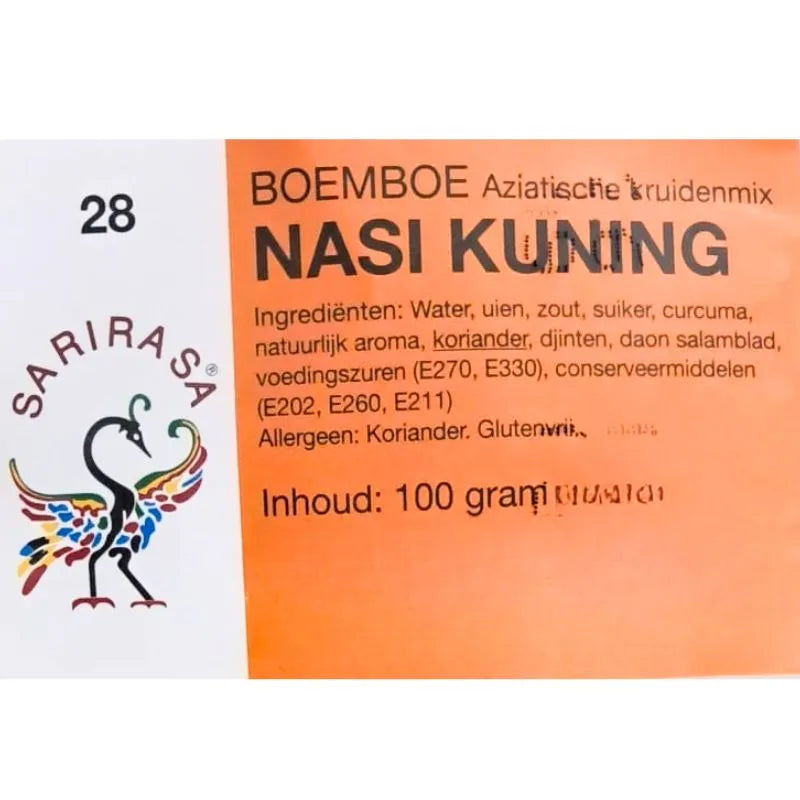 28
SARIRASA®
BOEMBOE Aziatische kruidenmix
NASI KUNING
Ingrediënten: Water, uien, zout, suiker, curcuma,
natuurlijk aroma, koriander, djinten, daon salamblad,
voedingszuren (E270, E330), conserveermiddelen
(E202, E260, E211)
Allergeen: Koriander. Glutenvrij.
Inhoud: 100 gram